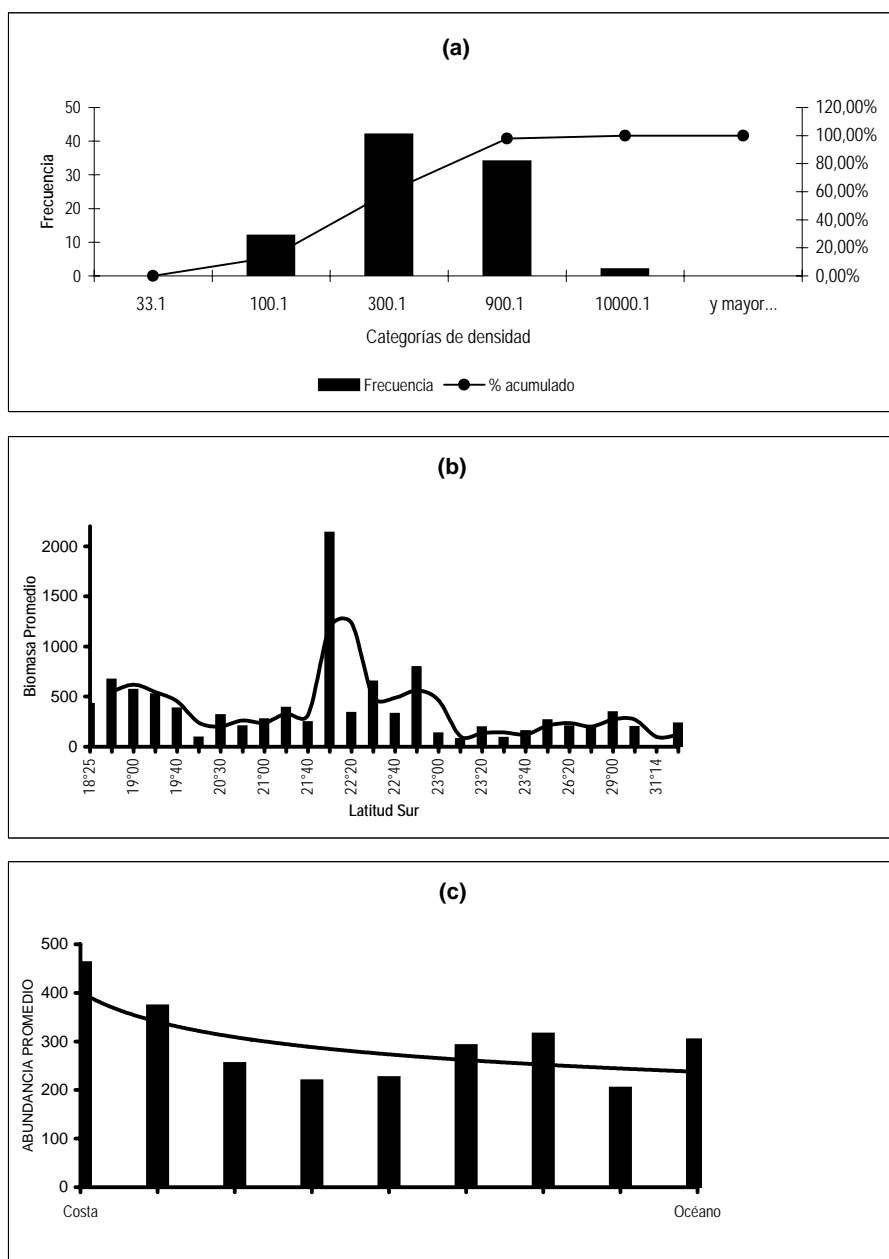 (a)
50
40
30
20
10
0
Frecuencia
120,00%
100,00%
80,00%
60,00%
40,00%
20,00%
0,00%
33.1 100.1 300.1 900.1 10000.1 y mayor...
Categorías de densidad
Frecuencia % acumulado
(b)
2000
1500
1000
500
0
Biomasa Promedio
18°25 19°00 19°40 20°30 21°00 21°40 22°20 22°40 23°00 23°20 23°40 26°20 29°00 31°14
Latitud Sur
(c)
500
400
300
200
100
0
ABUNDANCIA PROMEDIO
Costa Océano